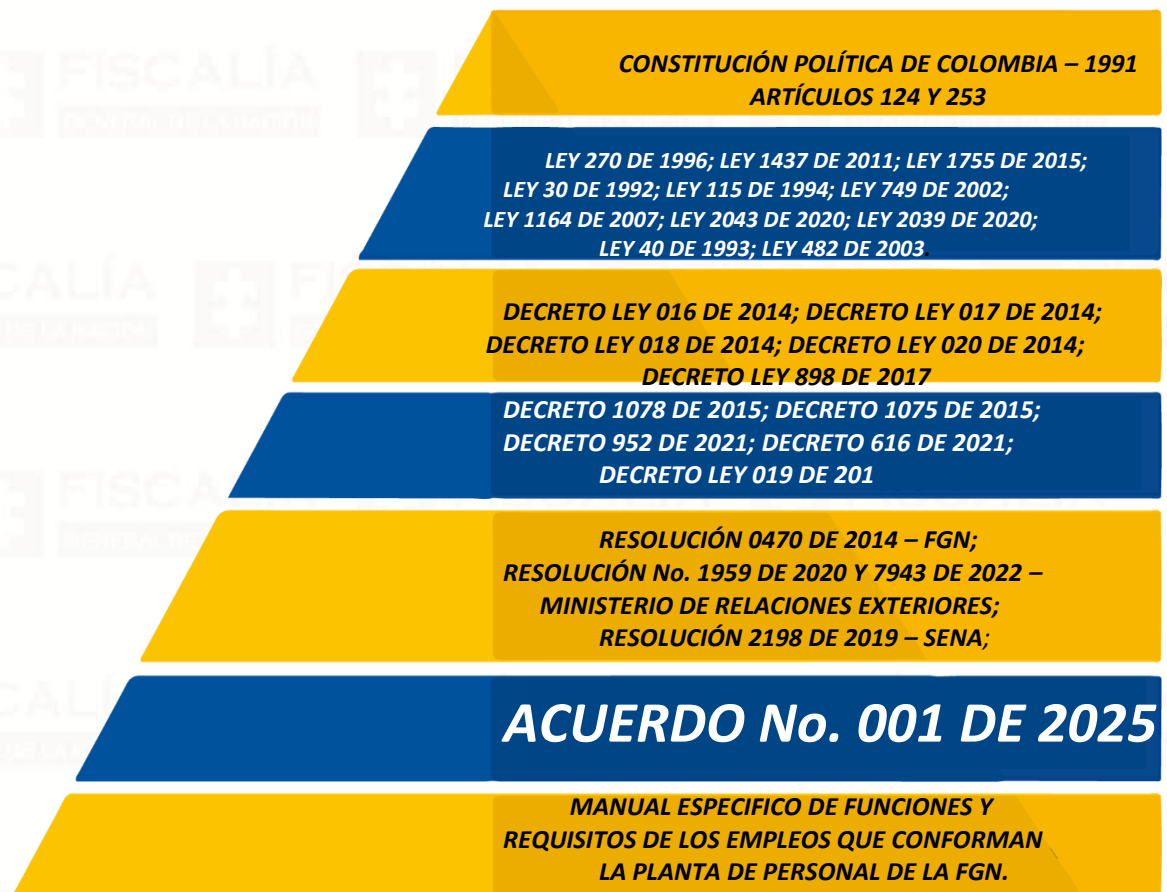 FISCALÍA
GENERAL DE LA NACIÓN
CONSTITUCIÓN POLÍTICA DE COLOMBIA – 1991
ARTÍCULOS 124 Y 253
LEY 270 DE 1996; LEY 1437 DE 2011; LEY 1755 DE 2015;
LEY 30 DE 1992; LEY 115 DE 1994; LEY 749 DE 2002;
LEY 1164 DE 2007; LEY 2043 DE 2020; LEY 2039 DE 2020;
LEY 40 DE 1993; LEY 482 DE 2003.
DECRETO LEY 016 DE 2014; DECRETO LEY 017 DE 2014;
DECRETO LEY 018 DE 2014; DECRETO LEY 020 DE 2014;
DECRETO LEY 898 DE 2017
DECRETO 1078 DE 2015; DECRETO 1075 DE 2015;
DECRETO 952 DE 2021; DECRETO 616 DE 2021;
DECRETO LEY 019 DE 201
RESOLUCIÓN 0470 DE 2014 – FGN;
RESOLUCIÓN No. 1959 DE 2020 Y 7943 DE 2022 –
MINISTERIO DE RELACIONES EXTERIORES;
RESOLUCIÓN 2198 DE 2019 – SENA;
ACUERDO No. 001 DE 2025
MANUAL ESPECIFICO DE FUNCIONES Y
REQUISITOS DE LOS EMPLEOS QUE CONFORMAN
LA PLANTA DE PERSONAL DE LA FGN.